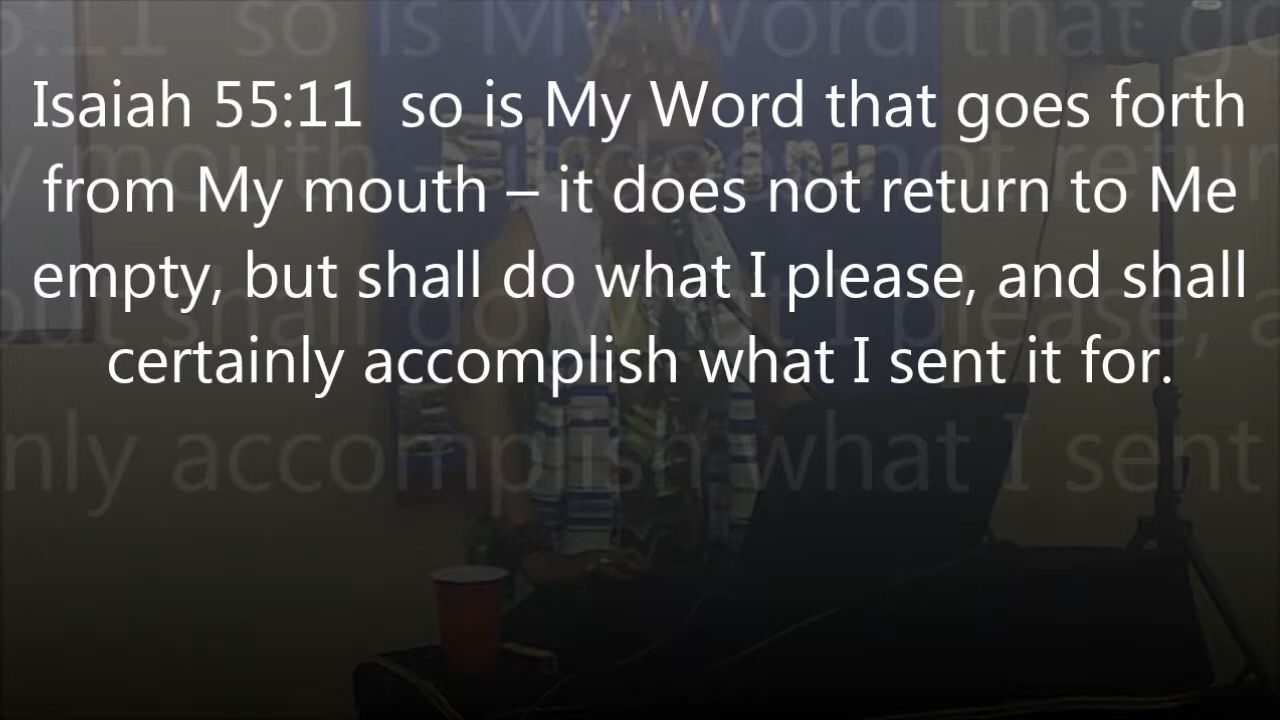 Isaiah 55:11  so is My Word that goes forth
from My mouth – it does not return to Me
empty, but shall do what I please, and shall
certainly accomplish what I sent it for.